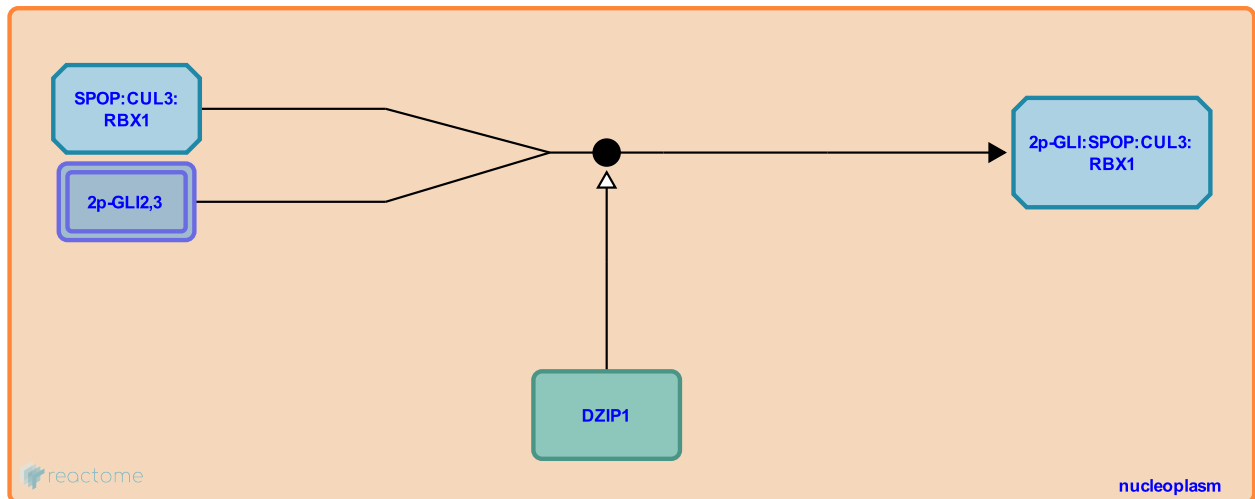 SPOP:CUL3:
RBX1
2p-GLI2,3
2p-GLI:SPOP:CUL3:
RBX1
DZIP1
reactome
nucleoplasm